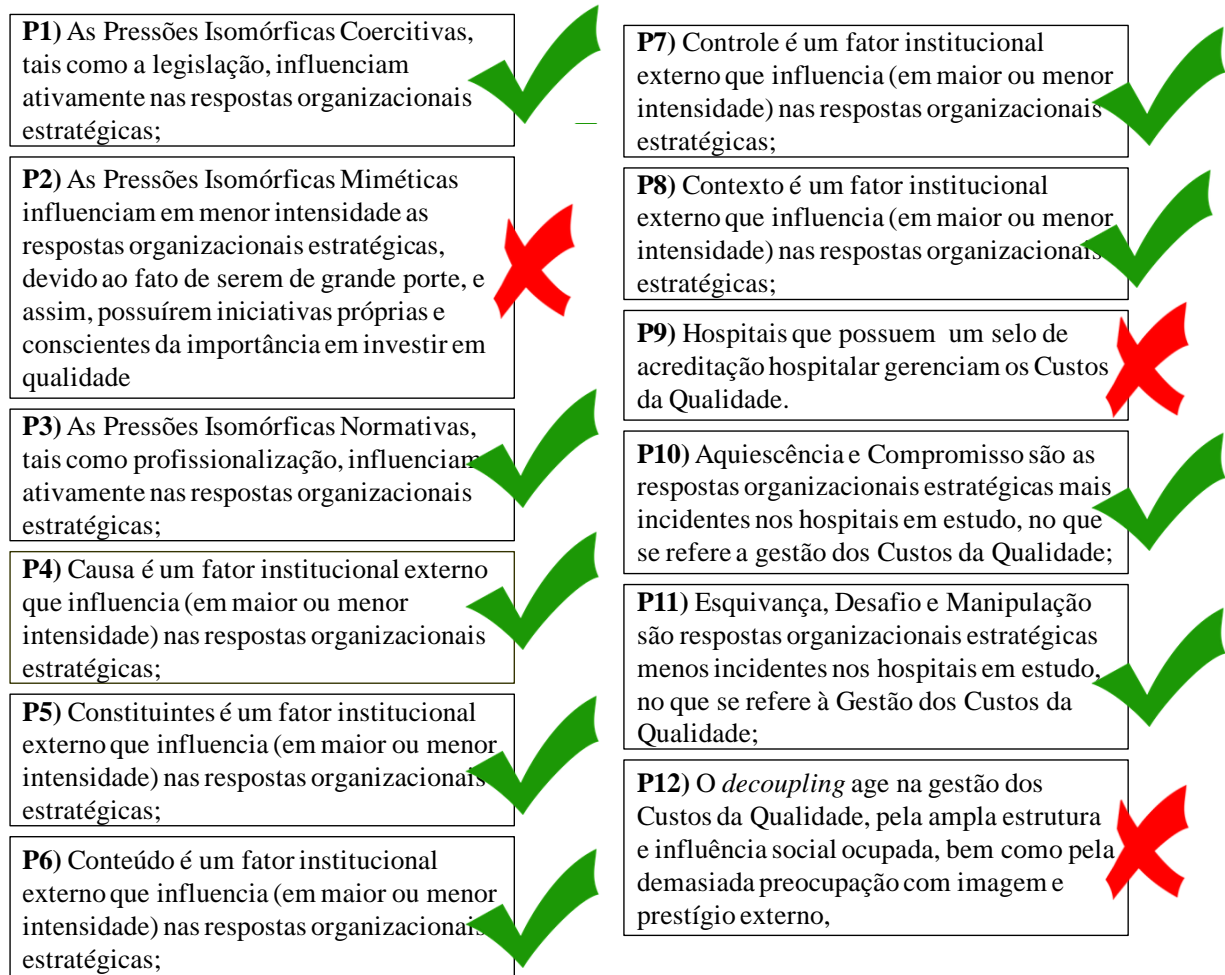 P1) As Pressões Isomórficas Coercitivas,
tais como a legislação, influenciam
ativamente nas respostas organizacionais
estratégicas;
P2) As Pressões Isomórficas Miméticas
influenciam em menor intensidade as
respostas organizacionais estratégicas,
devido ao fato de serem de grande porte, e
assim, possuírem iniciativas próprias e
conscientes da importância em investir em
qualidade
P3) As Pressões Isomórficas Normativas,
tais como profissionalização, influenciam
ativamente nas respostas organizacionais
estratégicas;
P4) Causa é um fator institucional externo
que influencia (em maior ou menor
intensidade) nas respostas organizacionais
estratégicas;
P5) Constituintes é um fator institucional
externo que influencia (em maior ou menor
intensidade) nas respostas organizacionais
estratégicas;
P6) Conteúdo é um fator institucional
externo que influencia (em maior ou menor
intensidade) nas respostas organizacionais
estratégicas;
P7) Controle é um fator institucional
externo que influencia (em maior ou menor
intensidade) nas respostas organizacionais
estratégicas;
P8) Contexto é um fator institucional
externo que influencia (em maior ou menor
intensidade) nas respostas organizacionais
estratégicas;
P9) Hospitais que possuem um selo de
acreditação hospitalar gerenciam os Custos
da Qualidade.
P10) Aquiescência e Compromisso são as
respostas organizacionais estratégicas mais
incidentes nos hospitais em estudo, no que
se refere a gestão dos Custos da Qualidade;
P11) Esquivança, Desafio e Manipulação
são respostas organizacionais estratégicas
menos incidentes nos hospitais em estudo,
no que se refere à Gestão dos Custos da
Qualidade;
P12) O decoupling age na gestão dos
Custos da Qualidade, pela ampla estrutura
e influência social ocupada, bem como pela
demasiada preocupação com imagem e
prestígio externo,